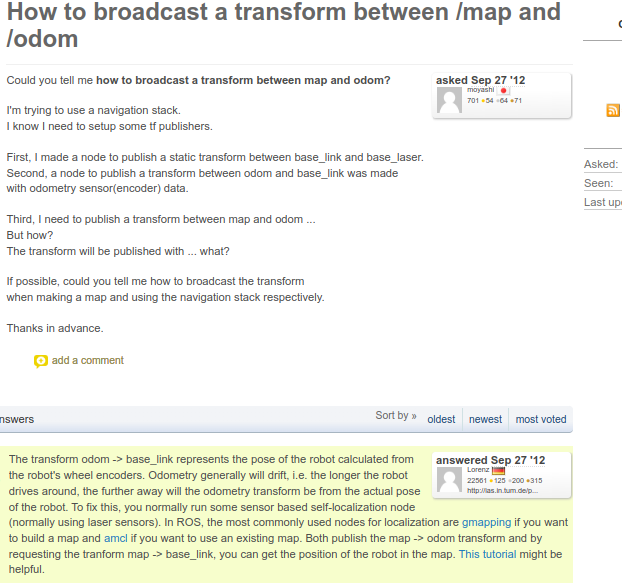 How to broadcast a transform between /map and
/odom
Could you tell me how to broadcast a transform between map and odom?
asked Sep 27 '12
moyashi
701 ●54 ●64 ●71
I'm trying to use a navigation stack.
I know I need to setup some tf publishers.
First, I made a node to publish a static transform between base_link and base_laser.
Second, a node to publish a transform between odom and base_link was made
with odometry sensor(encoder) data.
Third, I need to publish a transform between map and odom ...
But how?
The transform will be published with ... what?
If possible, could you tell me how to broadcast the transform
when making a map and using the navigation stack respectively.
Thanks in advance.
add a comment
Asked:
Seen:
Last up
nswers
Sort by »
oldest
newest
most voted
The transform odom -> base_link represents the pose of the robot calculated from
the robot's wheel encoders. Odometry generally will drift, i.e. the longer the robot
drives around, the further away will the odometry transform be from the actual pose
of the robot. To fix this, you normally run some sensor based self-localization node
(normally using laser sensors). In ROS, the most commonly used nodes for localization are gmapping if you want
to build a map and amcl if you want to use an existing map. Both publish the map -> odom transform and by
requesting the tranform map -> base_link, you can get the position of the robot in the map. This tutorial might be
helpful.
answered Sep 27 '12
Lorenz
22561 ●125 ●200 ●315
http://ias.in.tum.de/p...